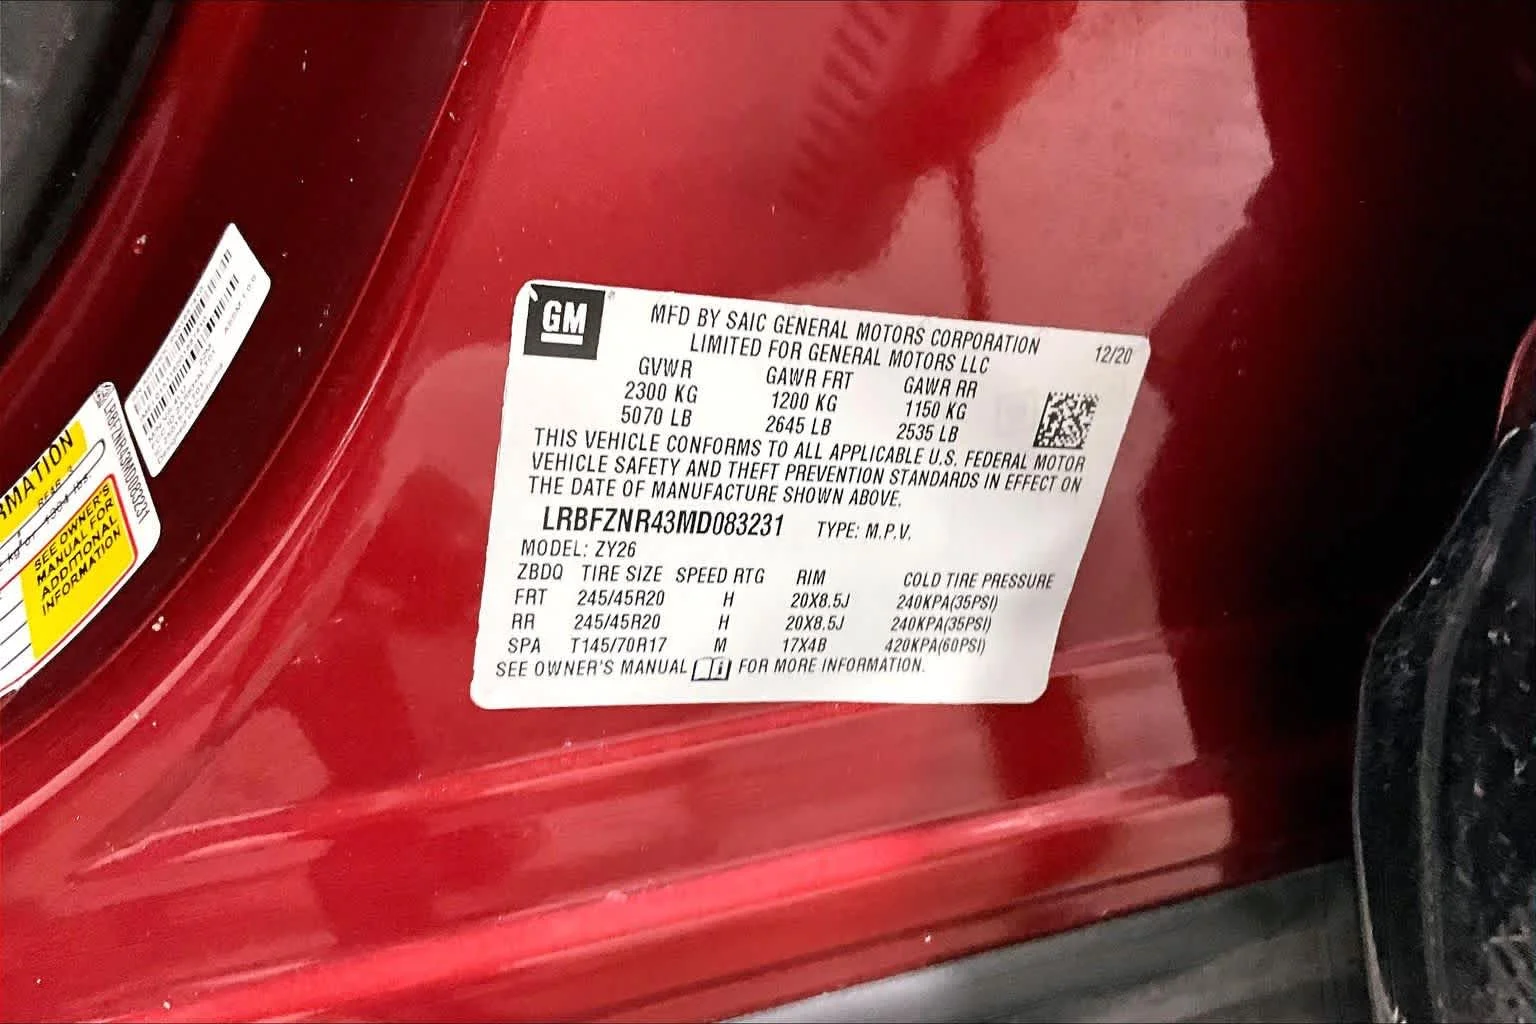 GM
MFD BY SAIC GENERAL MOTORS CORPORATION
LIMITED FOR GENERAL MOTORS LLC
12/20
GVWR GAWR FRT GAWR RR
2300 KG 1200 KG 1150 KG
5070 LB 2645 LB 2535 LB
THIS VEHICLE CONFORMS TO ALL APPLICABLE U.S. FEDERAL MOTOR
VEHICLE SAFETY AND THEFT PREVENTION STANDARDS IN EFFECT ON
THE DATE OF MANUFACTURE SHOWN ABOVE.
LRBFZNR43MD083231 TYPE: M.P.V.
MODEL: ZY26
ZBDQ TIRE SIZE SPEED RTG RIM COLD TIRE PRESSURE
FRT 245/45R20 H 20X8.5J 240KPA(35PSI)
RR 245/45R20 H 20X8.5J 240KPA(35PSI)
SPA T145/70R17 M 17X4B 420KPA(60PSI)
SEE OWNER'S MANUAL FOR MORE INFORMATION.
LRBFZNR43MD083231
RMATION
REAR 3
SEE OWNER'S
MANUAL FOR
ADDITIONAL
INFORMATION